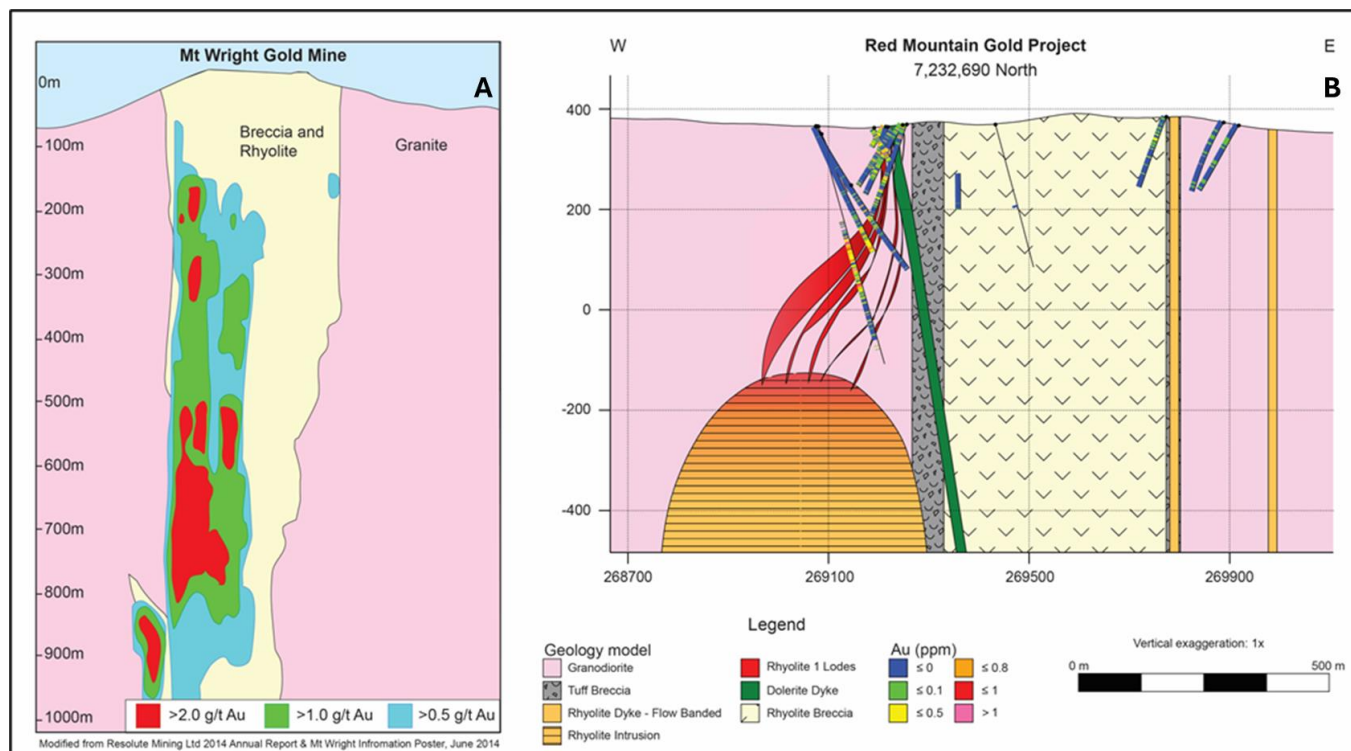 Mt Wright Gold Mine
A
0m
-100m
-200m
-300m
-400m
-500m
-600m
-700m
-800m
-900m
-1000m
Breccia and
Rhyolite
Granite
>2.0 g/t Au
>1.0 g/t Au
>0.5 g/t Au
Modified from Resolute Mining Ltd 2014 Annual Report & Mt Wright Infromation Poster, June 2014
W
Red Mountain Gold Project
E
7,232,690 North
B
400
200
0
-200
-400
268700
269100
269500
269900
Legend
Geology model
Granodiorite
Tuff Breccia
Rhyolite Dyke - Flow Banded
Rhyolite Intrusion
Rhyolite 1 Lodes
Dolerite Dyke
Rhyolite Breccia
Au (ppm)
≤ 0
≤ 0.1
≤ 0.5
≤ 0.8
≤ 1
> 1
Vertical exaggeration: 1x
0 m
500 m